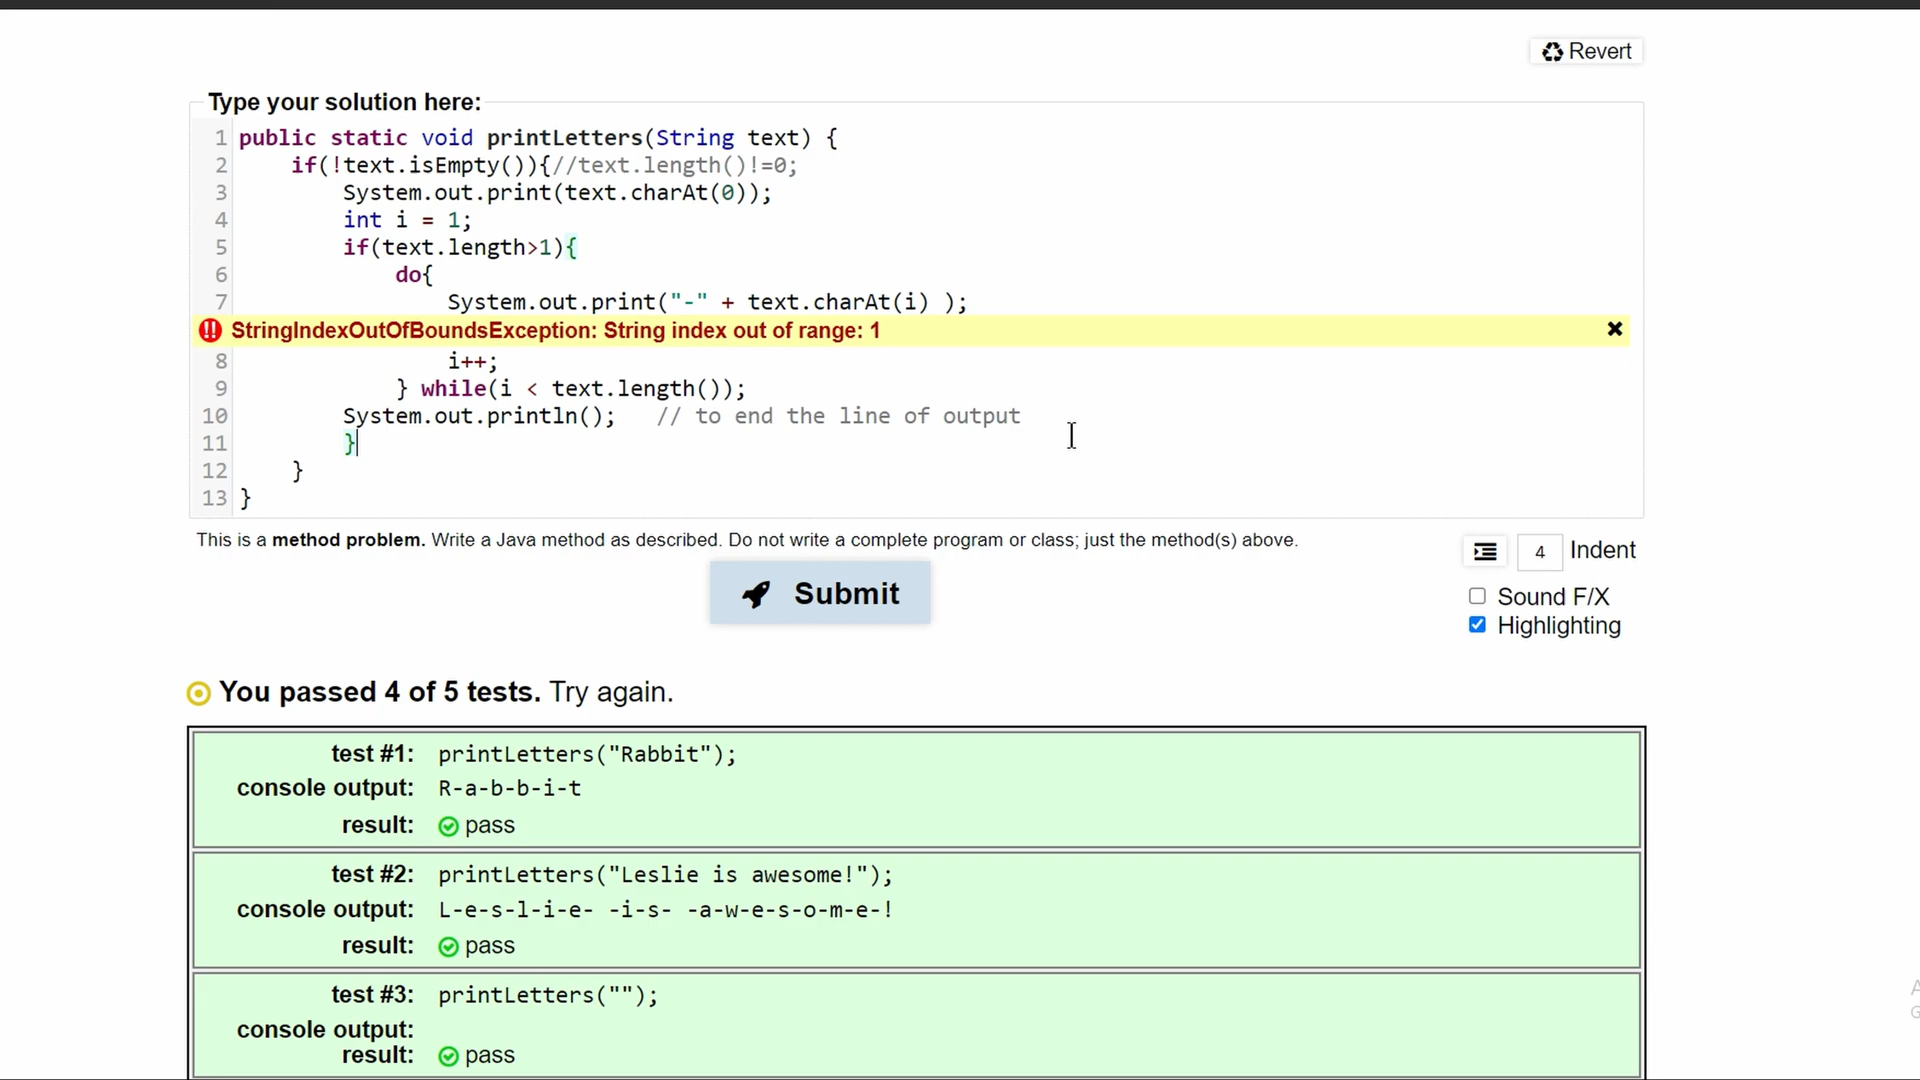 Revert
Type your solution here:
1 public static void printLetters(String text) {
2 if(!text.isEmpty()){//text.length()!=0;
3 System.out.print(text.charAt(0));
4 int i = 1;
5 if(text.length>1){
6 do{
7 System.out.print("-" + text.charAt(i) );
!! StringIndexOutOfBoundsException: String index out of range: 1
8 i++;
9 } while(i < text.length());
10 System.out.println(); // to end the line of output
11 }
12 }
13 }
This is a method problem. Write a Java method as described. Do not write a complete program or class; just the method(s) above.
4 Indent
Submit
Sound F/X
Highlighting
You passed 4 of 5 tests. Try again.
test #1: printLetters("Rabbit");
console output: R-a-b-b-i-t
result: pass
test #2: printLetters("Leslie is awesome!");
console output: L-e-s-l-i-e- -i-s- -a-w-e-s-o-m-e-!
result: pass
test #3: printLetters("");
console output:
result: pass